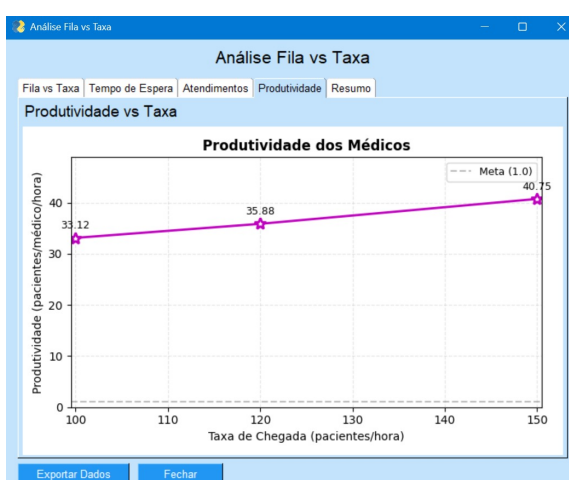 Análise Fila vs Taxa
Análise Fila vs Taxa
Fila vs Taxa Tempo de Espera Atendimentos Produtividade Resumo
Produtividade vs Taxa
Produtividade dos Médicos
Meta (1.0)
33.12
35.88
40.75
Produtividade (pacientes/médico/hora)
40
30
20
10
0
100 110 120 130 140 150
Taxa de Chegada (pacientes/hora)
Exportar Dados Fechar